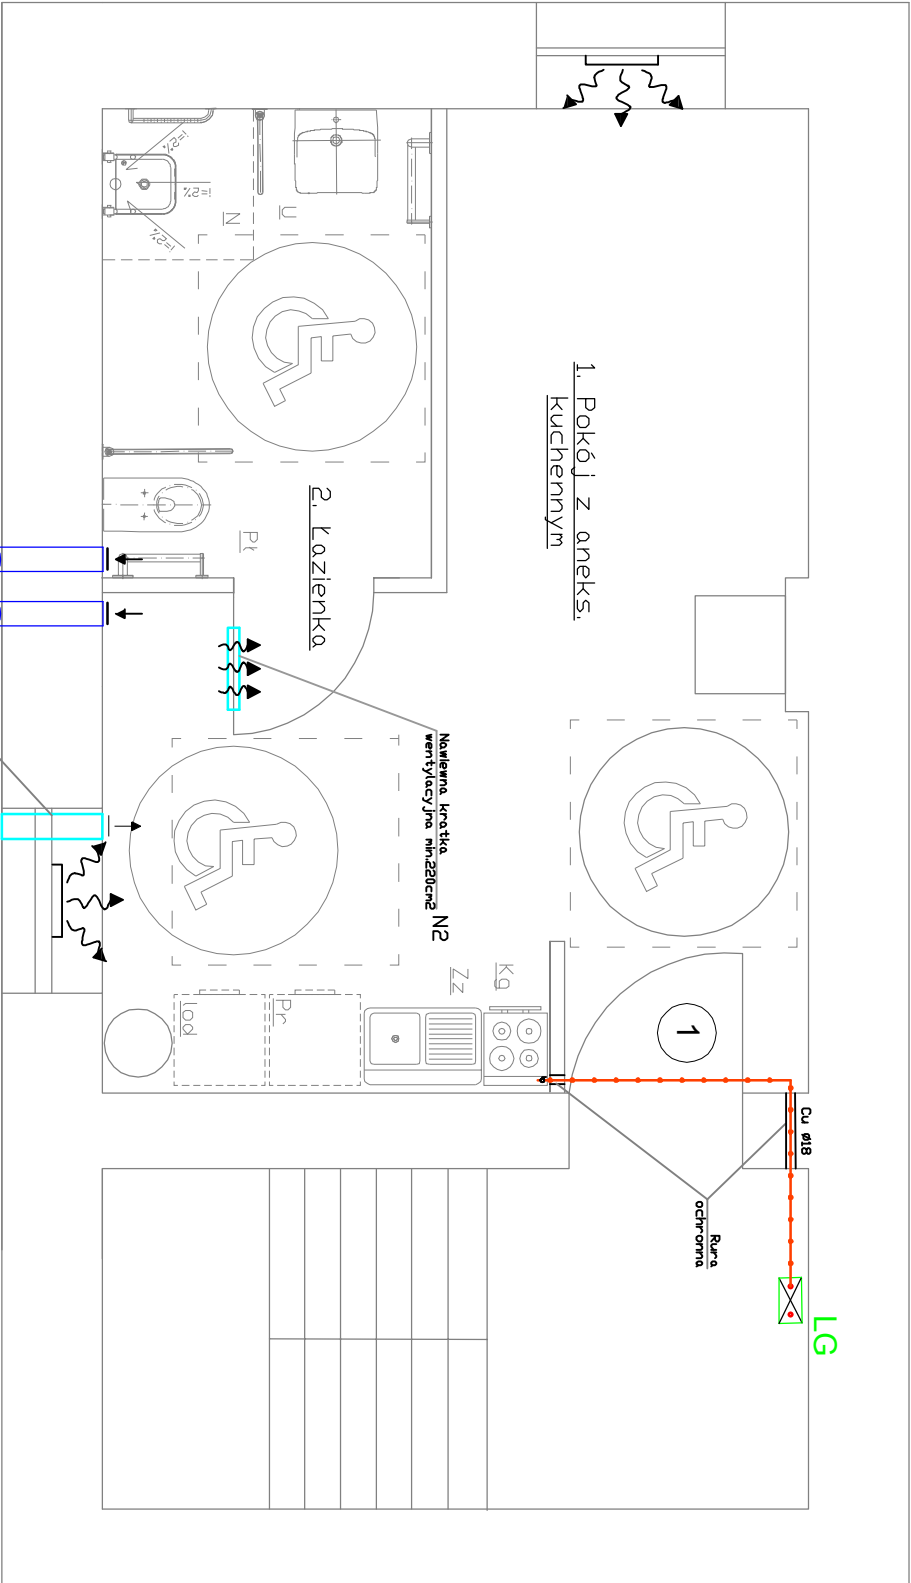 1. Pokój z aneks.
kuchennym
2. Łazienka
i=2%
i=2%
i=2%
N
U
Pł
Nawiewna kratka
wentylacyjna min.220cm2
N2
Kg
Zz
Pr
Lod
1
Cu ø18
Rura
ochronna
LG